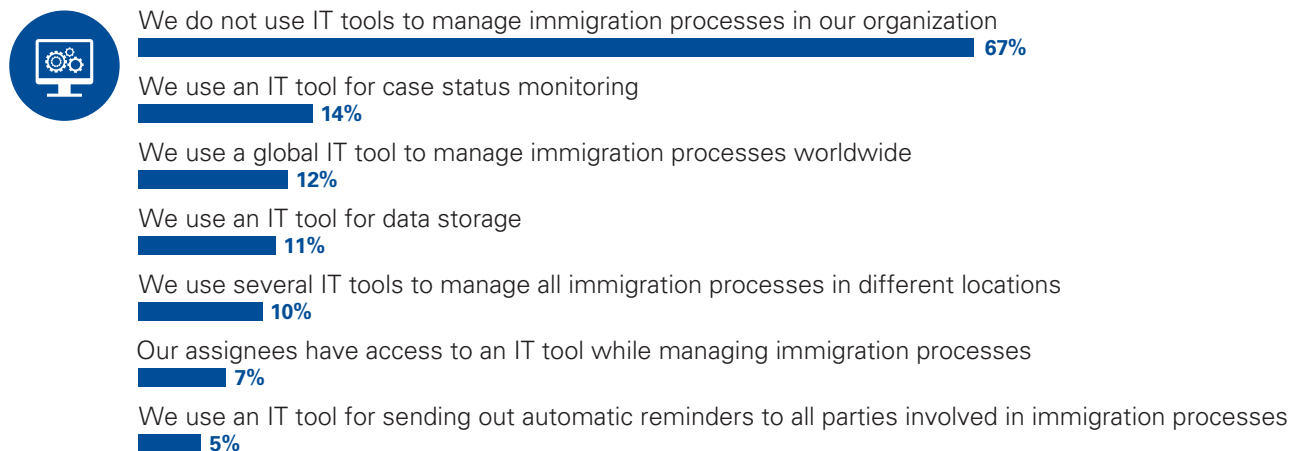 We do not use IT tools to manage immigration processes in our organization
67%
We use an IT tool for case status monitoring
14%
We use a global IT tool to manage immigration processes worldwide
12%
We use an IT tool for data storage
11%
We use several IT tools to manage all immigration processes in different locations
10%
Our assignees have access to an IT tool while managing immigration processes
7%
We use an IT tool for sending out automatic reminders to all parties involved in immigration processes
5%